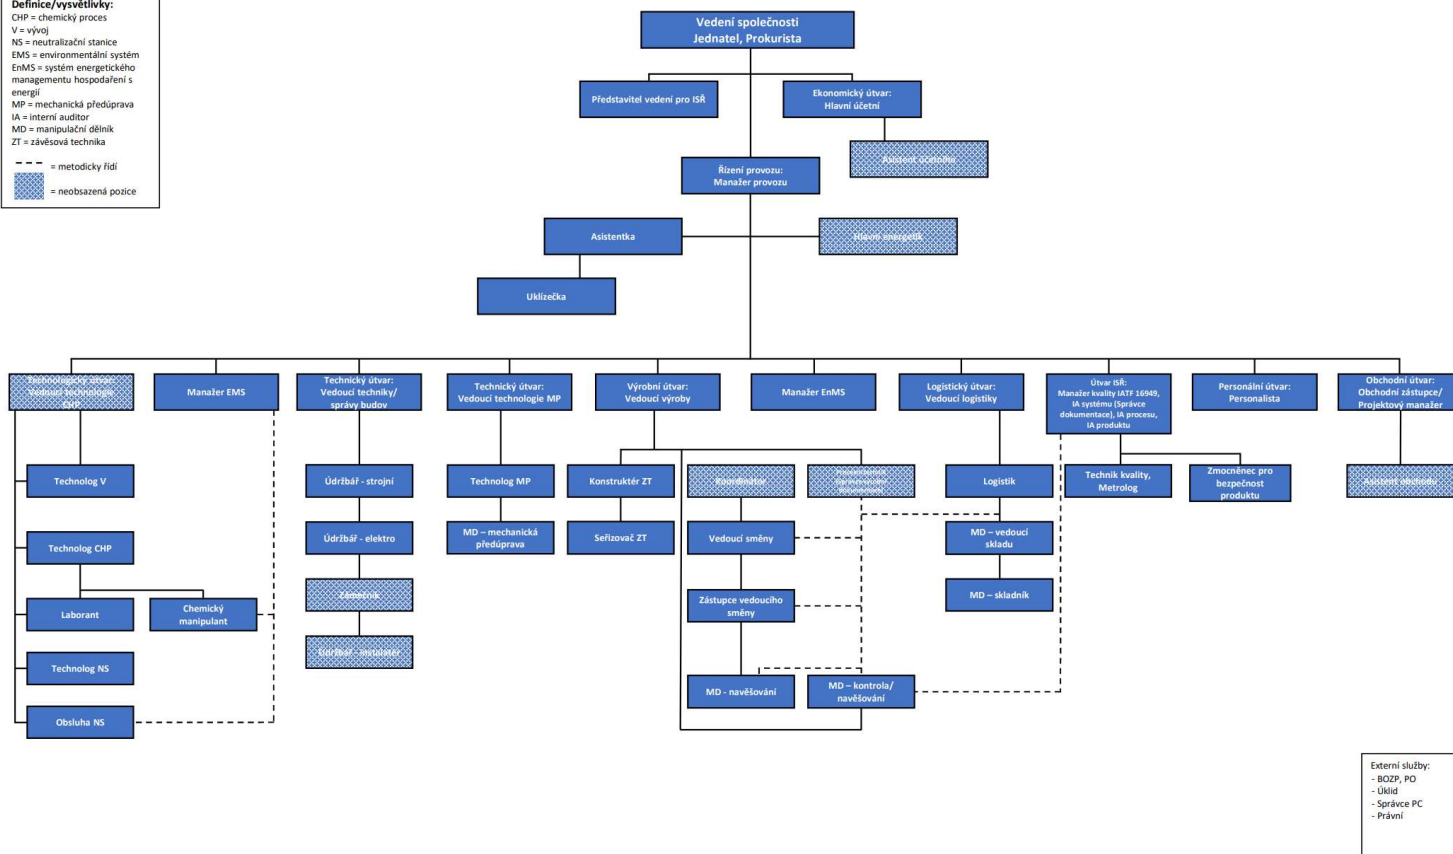 Definice/vysvětlivky:
CHP = chemický proces
V = vývoj
NS = neutralizační stanice
EMS = environmentální systém
EnMS = systém energetického
managementu hospodaření s
energií
MP = mechanická předúprava
IA = interní auditor
MD = manipulační dělník
ZT = závěsová technika
= metodicky řídí
= neobsazená pozice
Vedení společnosti
Jednatel, Prokurista
Představitel vedení pro ISŘ
Ekonomický útvar:
Hlavní účetní
Asistent účetního
Řízení provozu:
Manažer provozu
Asistentka
Hlavní energetik
Uklízečka
Technologický útvar:
Vedoucí technologie
CHP
Manažer EMS
Technický útvar:
Vedoucí techniky/
správy budov
Technický útvar:
Vedoucí technologie MP
Výrobní útvar:
Vedoucí výroby
Manažer EnMS
Logistický útvar:
Vedoucí logistiky
Útvar ISŘ:
Manažer kvality IATF 16949,
IA systému (Správce
dokumentace), IA procesu,
IA produktu
Personální útvar:
Personalista
Obchodní útvar:
Obchodní zástupce/
Projektový manažer
Technolog V
Údržbář - strojní
Technolog MP
Konstruktér ZT
Koordinátor
Logistik
Technik kvality,
Metrolog
Zmocněnec pro
bezpečnost
produktu
Asistent obchodu
Technolog CHP
Údržbář - elektro
MD – mechanická
předúprava
Seřizovač ZT
Vedoucí směny
MD – vedoucí
skladu
Zámečník
Zástupce vedoucího
směny
MD – skladník
Laborant
Chemický
manipulant
Údržbář - instalatér
Technolog NS
MD - navěšování
MD – kontrola/
navěšování
Obsluha NS
Externí služby:
- BOZP, PO
- Úklid
- Správce PC
- Právní